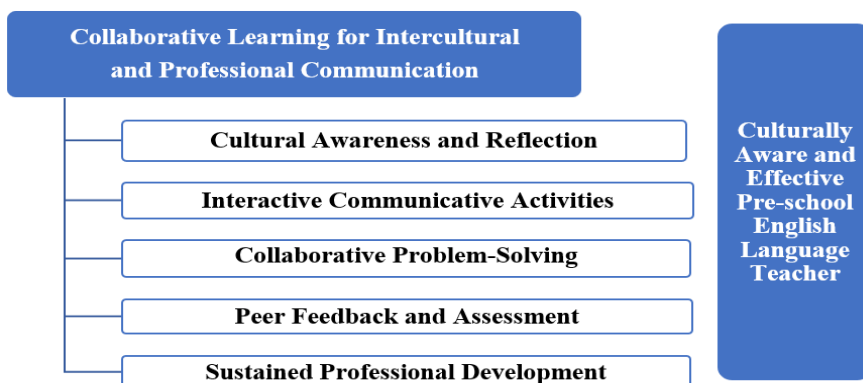 Collaborative Learning for Intercultural
and Professional Communication
Cultural Awareness and Reflection
Interactive Communicative Activities
Collaborative Problem-Solving
Peer Feedback and Assessment
Sustained Professional Development
Culturally
Aware and
Effective
Pre-school
English
Language
Teacher